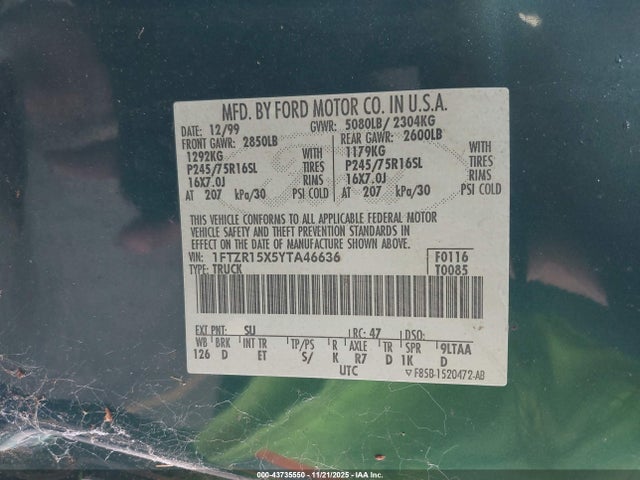 MFD. BY FORD MOTOR CO. IN U.S.A.
DATE: 12/99 GVWR: 5080LB/ 2304KG
FRONT GAWR: 2850LB REAR GAWR: 2600LB
1292KG WITH 1179KG WITH
P245/75R16SL TIRES P245/75R16SL TIRES
16X7.0J RIMS 16X7.0J RIMS
AT 207 kPa/30 PSI COLD AT 207 kPa/30 PSI COLD
THIS VEHICLE CONFORMS TO ALL APPLICABLE FEDERAL MOTOR
VEHICLE SAFETY AND THEFT PREVENTION STANDARDS IN
EFFECT ON THE DATE OF MANUFACTURE SHOWN ABOVE.
VIN: 1FTZR15X5YTA46636 F0116
TYPE: TRUCK T0085
EXT PNT: SU RC: 47 DSO:
WB BRK INT TR TP/PS R AXLE TR SPR 9LTAA
126 D ET S/ K R7 D 1K D
UTC ▽ F85B-1520472-AB
000-43735550 - 11/21/2025 - IAA Inc.